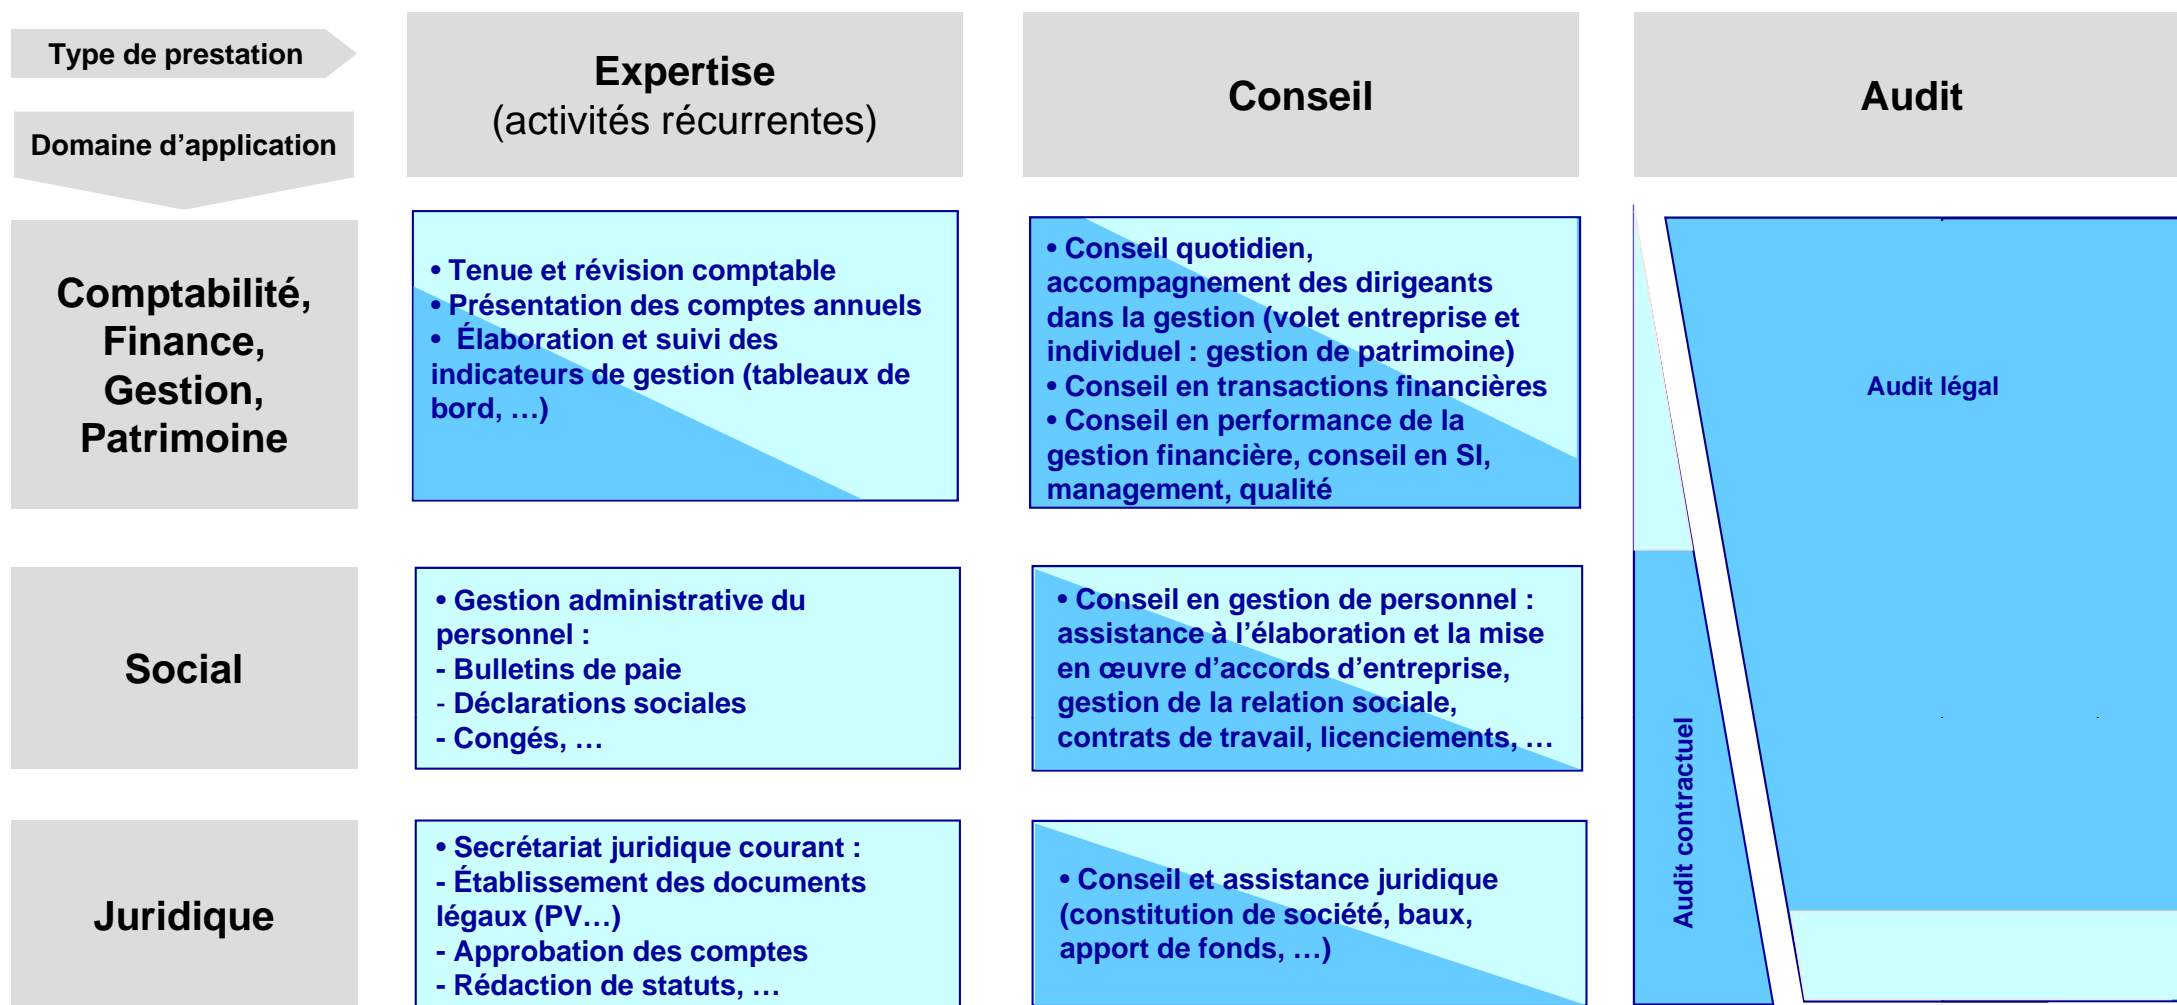 Type de prestation
Domaine d’application
Expertise
(activités récurrentes)
Conseil
Audit
Comptabilité,
Finance,
Gestion,
Patrimoine
• Tenue et révision comptable
• Présentation des comptes annuels
• Élaboration et suivi des
indicateurs de gestion (tableaux de
bord, …)
• Conseil quotidien,
accompagnement des dirigeants
dans la gestion (volet entreprise et
individuel : gestion de patrimoine)
• Conseil en transactions financières
• Conseil en performance de la
gestion financière, conseil en SI,
management, qualité
Audit légal
Social
• Gestion administrative du
personnel :
- Bulletins de paie
- Déclarations sociales
- Congés, …
• Conseil en gestion de personnel :
assistance à l’élaboration et la mise
en œuvre d’accords d’entreprise,
gestion de la relation sociale,
contrats de travail, licenciements, …
Audit contractuel
Juridique
• Secrétariat juridique courant :
- Établissement des documents
légaux (PV…)
- Approbation des comptes
- Rédaction de statuts, …
• Conseil et assistance juridique
(constitution de société, baux,
apport de fonds, …)